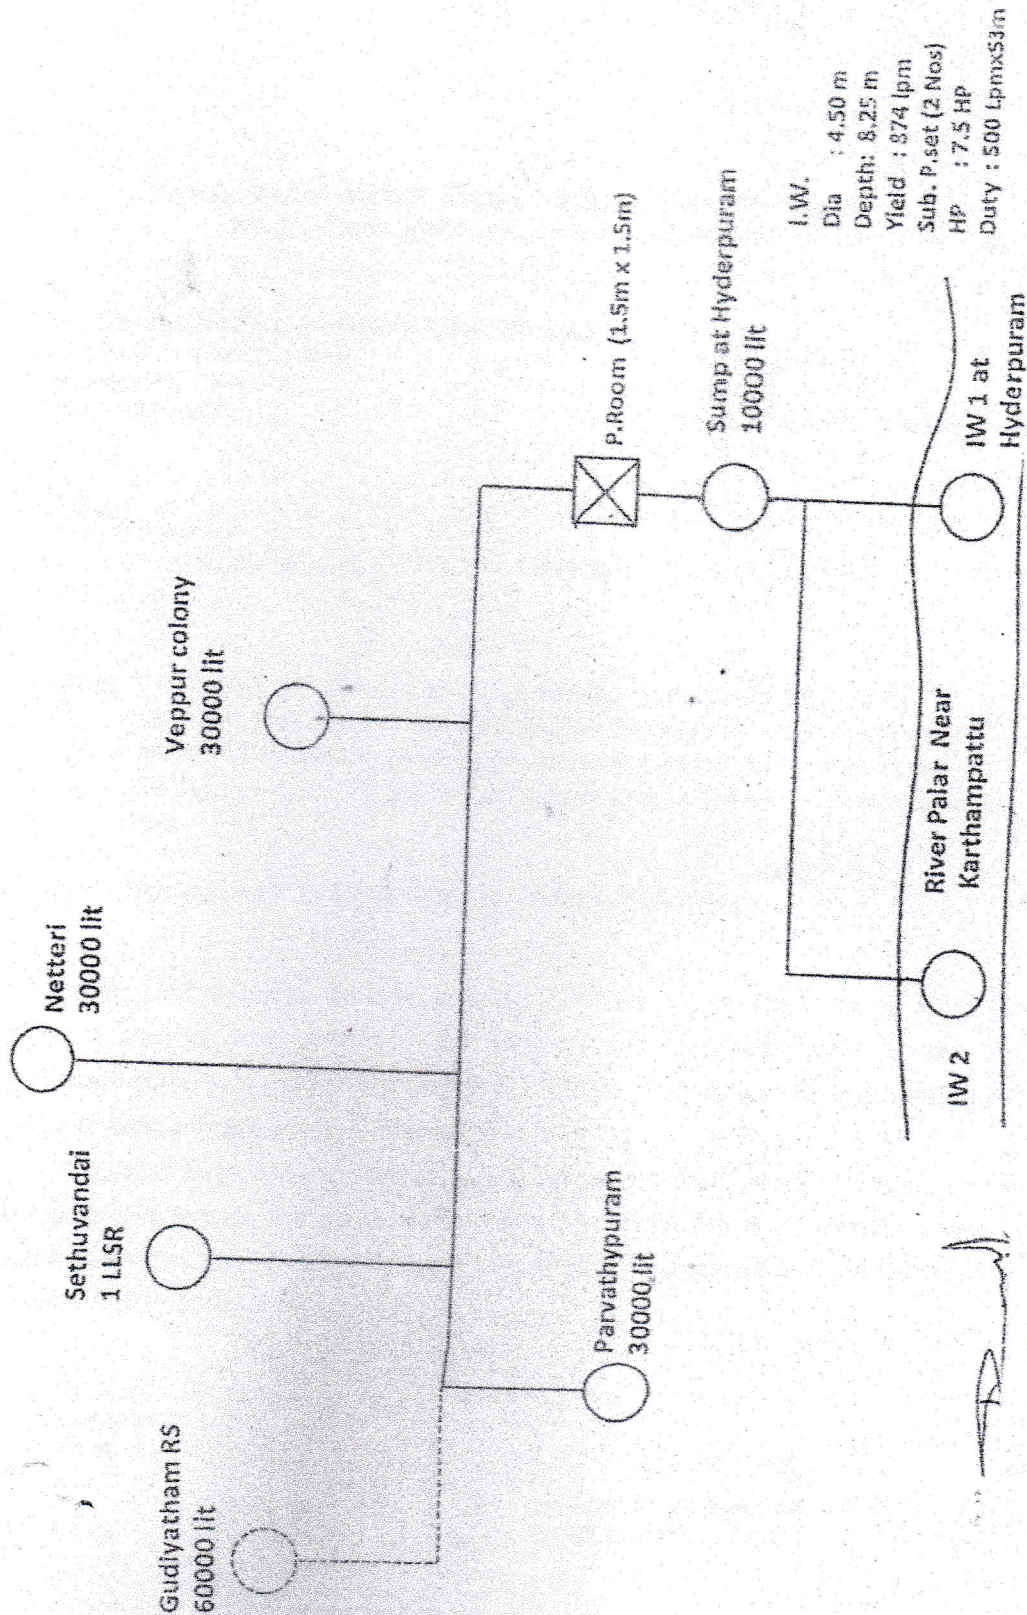 Gudiyatham RS
60000 lit
Sethuvandai
1 LLSR
Netteri
30000 lit
Veppur colony
30000 lit
Parvathypuram
30000 lit
P.Room (1.5m x 1.5m)
Sump at Hyderpuram
10000 lit
I.W.
Dia : 4.50 m
Depth: 8.25 m
Yield : 874 lpm
Sub. P.set (2 Nos)
HP : 7.5 HP
Duty : 500 Lpmx53m
IW 2
River Palar Near
Karthampattu
IW 1 at
Hyderpuram